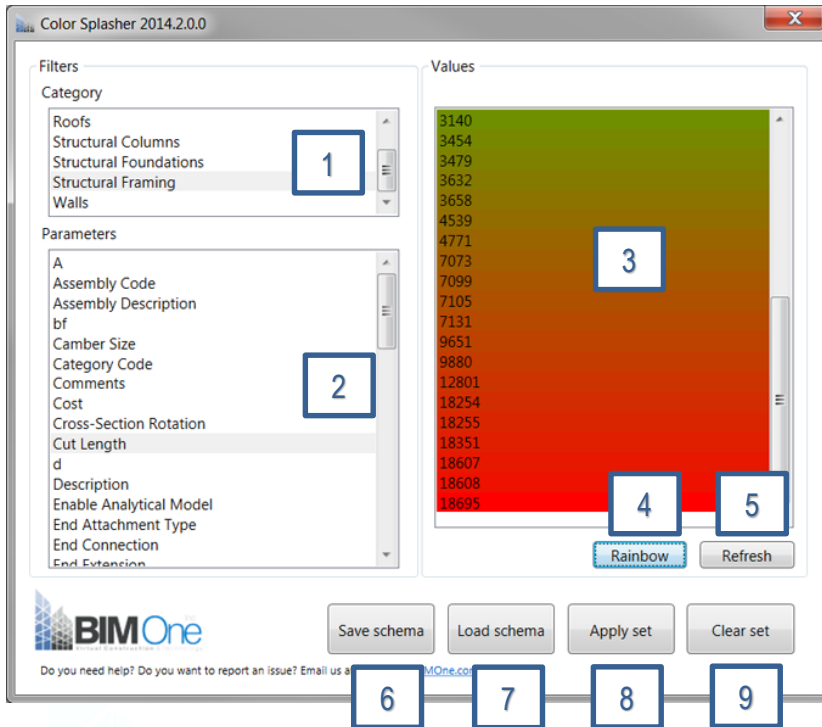 Color Splasher 2014.2.0.0
Filters
Category
Roofs
Structural Columns
Structural Foundations
Structural Framing
Walls
1
Parameters
A
Assembly Code
Assembly Description
bf
Camber Size
Category Code
Comments
Cost
Cross-Section Rotation
Cut Length
d
Description
Enable Analytical Model
End Attachment Type
End Connection
End Extension
2
Values
3140
3454
3479
3632
3658
4539
4771
7073
7099
7105
7131
9651
9880
12801
18254
18255
18351
18607
18608
18695
3
4
5
Rainbow
Refresh
BIMOne
Save schema
Load schema
Apply set
Clear set
Do you need help? Do you want to report an issue? Email us
6
7
8
9